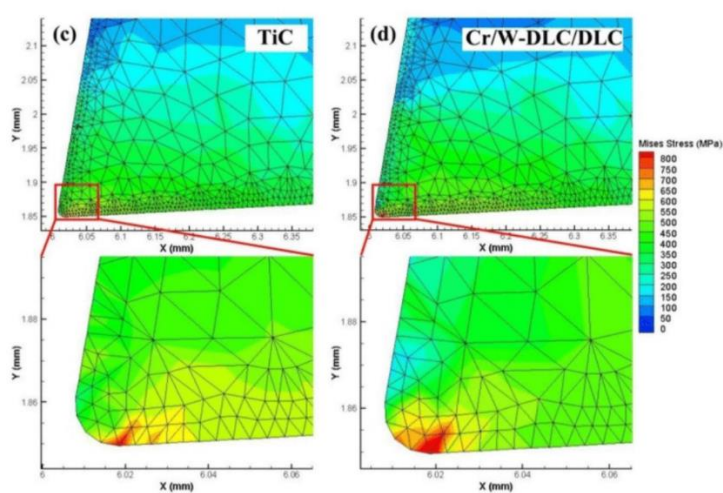 (c) TiC
(d) Cr/W-DLC/DLC
Y (mm)
2.1
2.05
2
1.95
1.9
1.85
6.05 6.1 6.15 6.2 6.25 6.3 6.35
X (mm)
Y (mm)
2.1
2.05
2
1.95
1.9
1.85
6.05 6.1 6.15 6.2 6.25 6.3 6.35
X (mm)
Mises Stress (MPa)
800
750
700
650
600
550
500
450
400
350
300
250
200
150
100
50
0
Y (mm)
1.88
1.86
6 6.02 6.04 6.06
X (mm)
Y (mm)
1.88
1.86
6.02 6.04 6.06
X (mm)